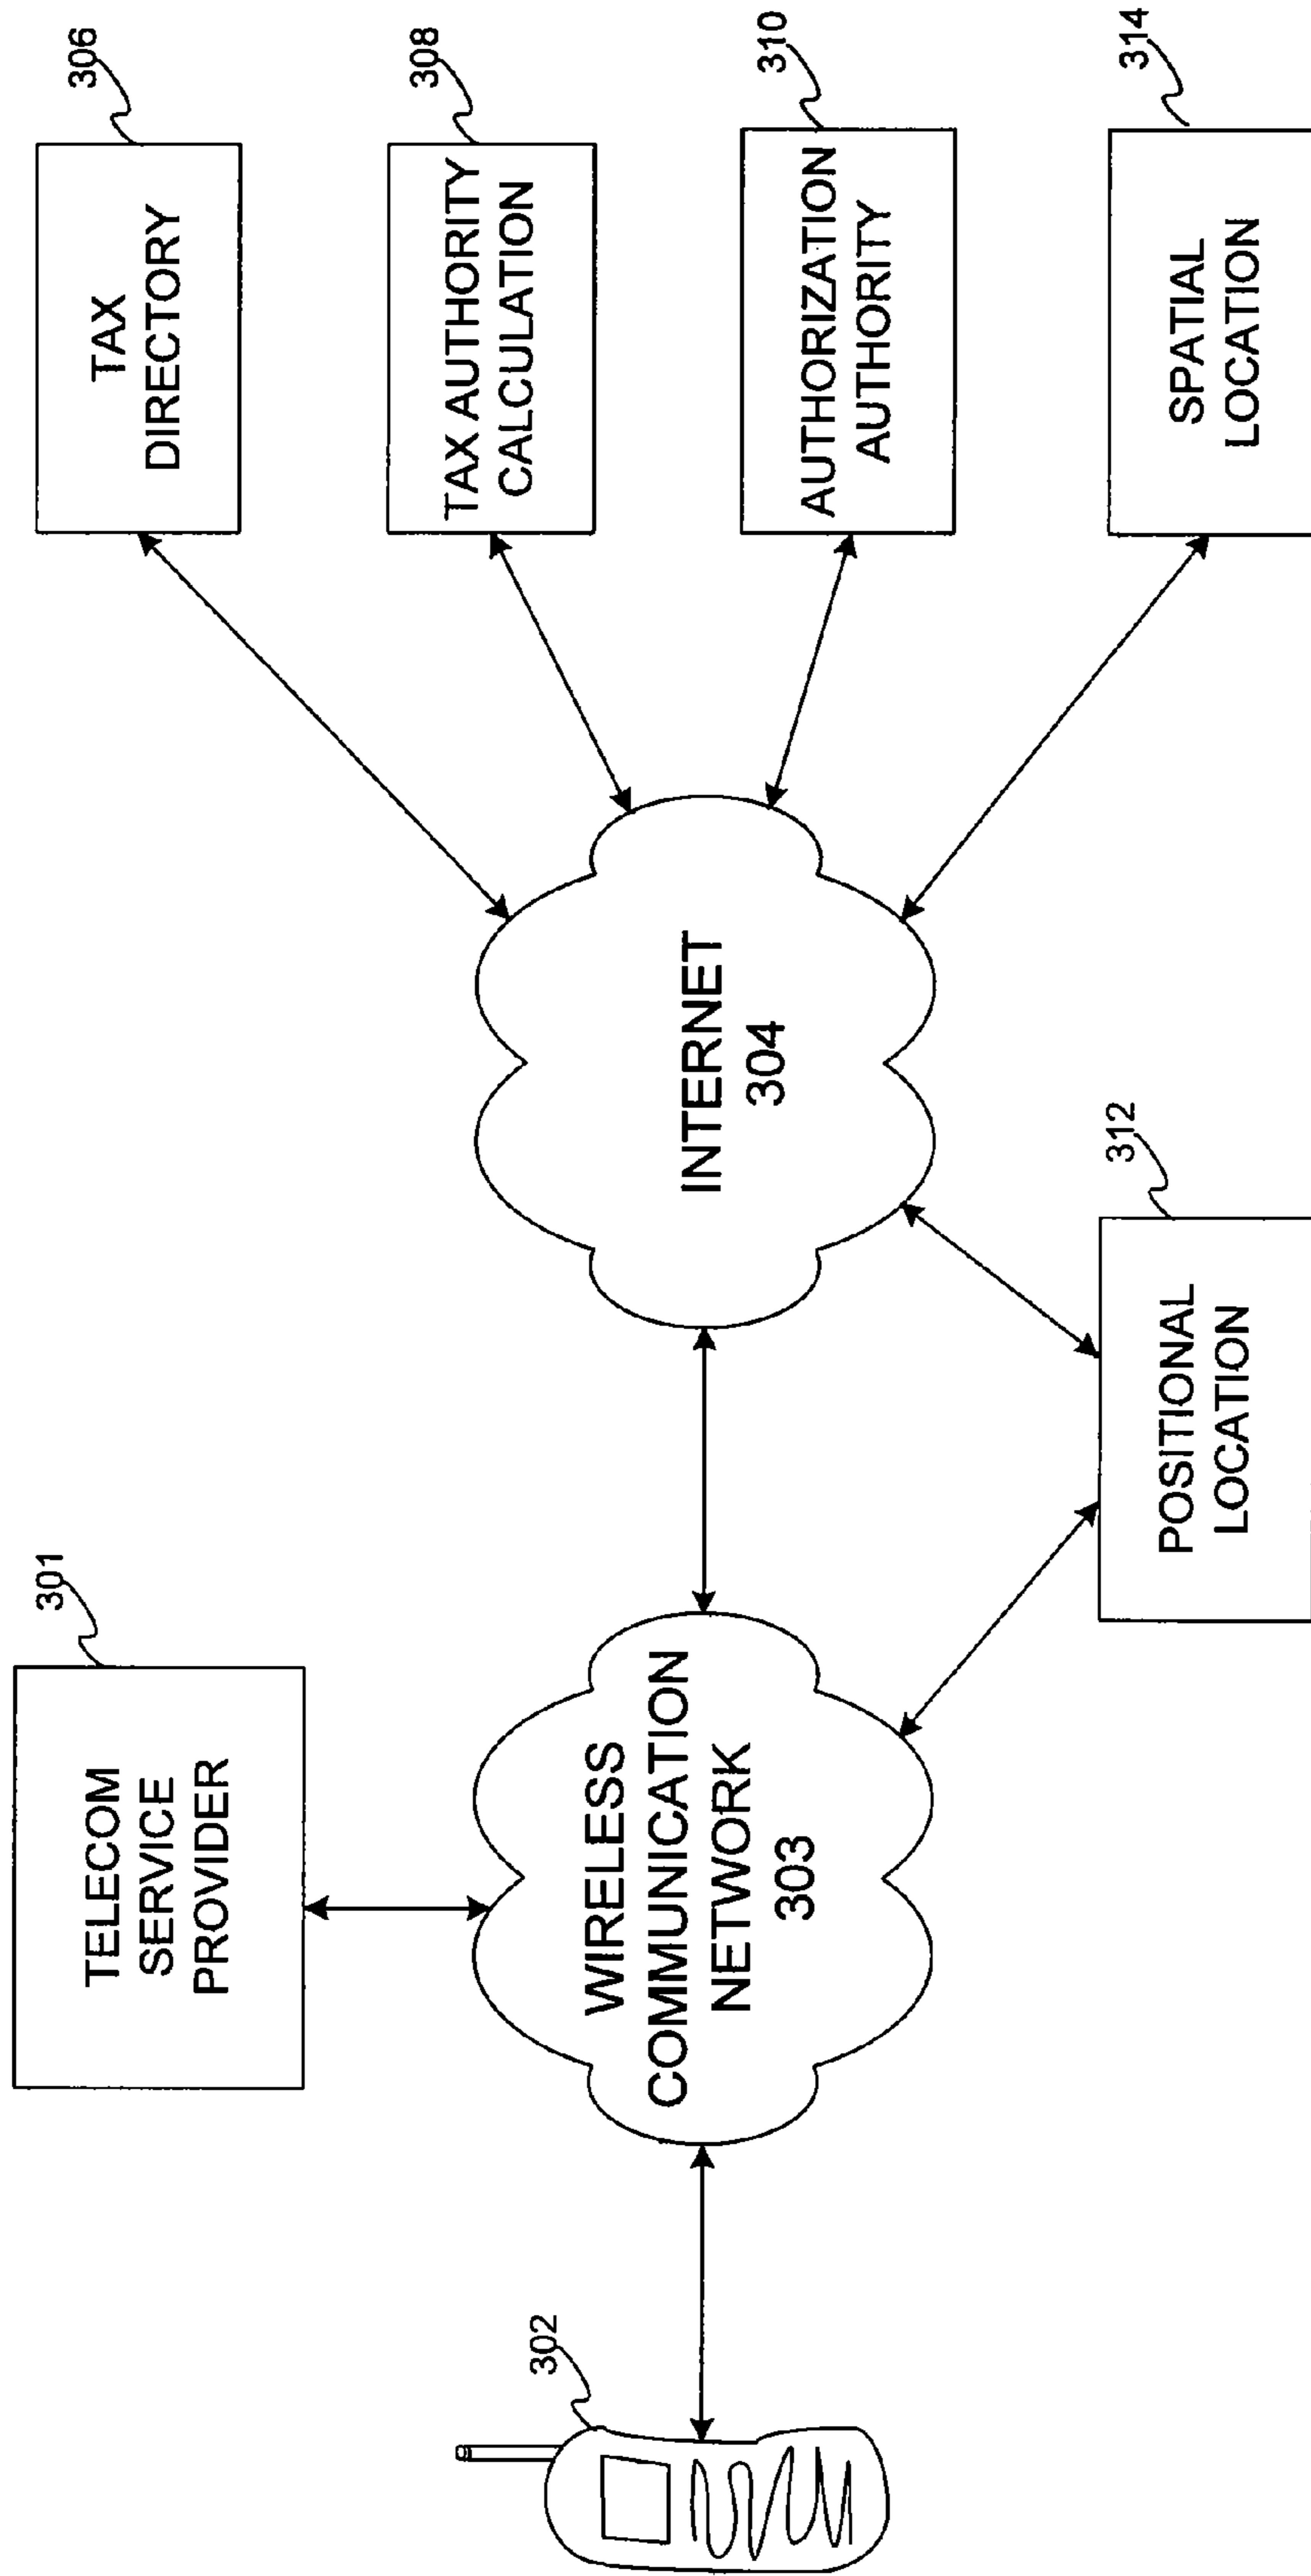 301
TELECOM
SERVICE
PROVIDER
302
WIRELESS
COMMUNICATION
NETWORK
303
INTERNET
304
POSITIONAL
LOCATION
312
TAX
DIRECTORY
306
TAX AUTHORITY
CALCULATION
308
AUTHORIZATION
AUTHORITY
310
SPATIAL
LOCATION
314